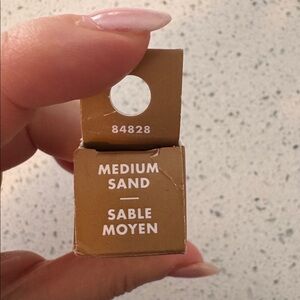 84828
MEDIUM
SAND
SABLE
MOYEN